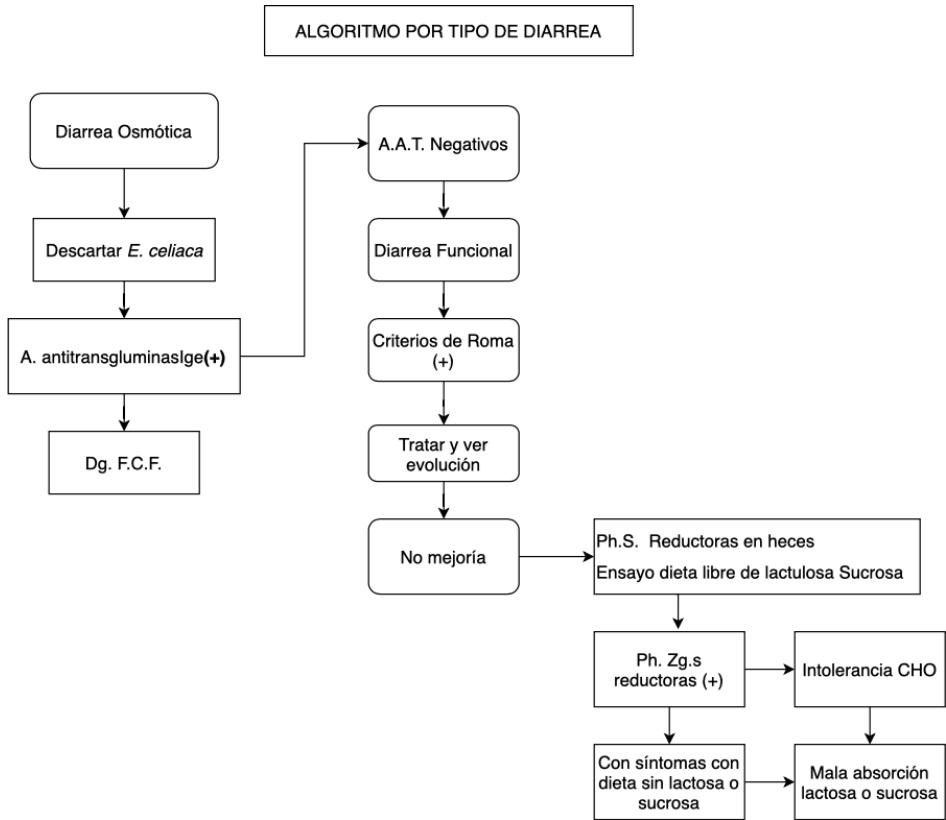 ALGORITMO POR TIPO DE DIARREA
Diarrea Osmótica
Descartar E. celiaca
A. antitransgluminasIge(+)
Dg. F.C.F.
A.A.T. Negativos
Diarrea Funcional
Criterios de Roma
(+)
Tratar y ver
evolución
No mejoría
Ph.S. Reductoras en heces
Ensayo dieta libre de lactulosa Sucrosa
Ph. Zg.s
reductoras (+)
Intolerancia CHO
Con síntomas con
dieta sin lactosa o
sucrosa
Mala absorción
lactosa o sucrosa